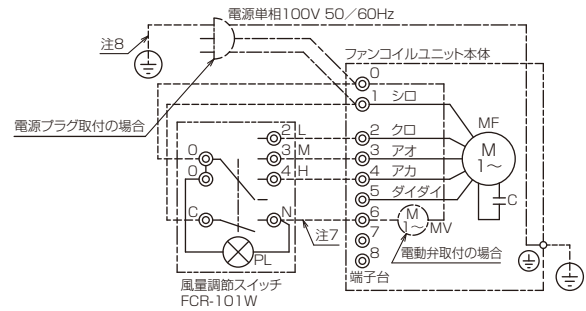 電源単相100V 50／60Hz
注8
ファンコイルユニット本体
0
1 シロ
電源プラグ取付の場合
MF
2 L
2 クロ
0
3 M
3 アオ
M
1〜
0
4 H
4 アカ
C
5 ダイダイ
C
N
6
M
1〜
MV
注7
7
電動弁取付の場合
PL
8
端子台
風量調節スイッチ
FCR-101W